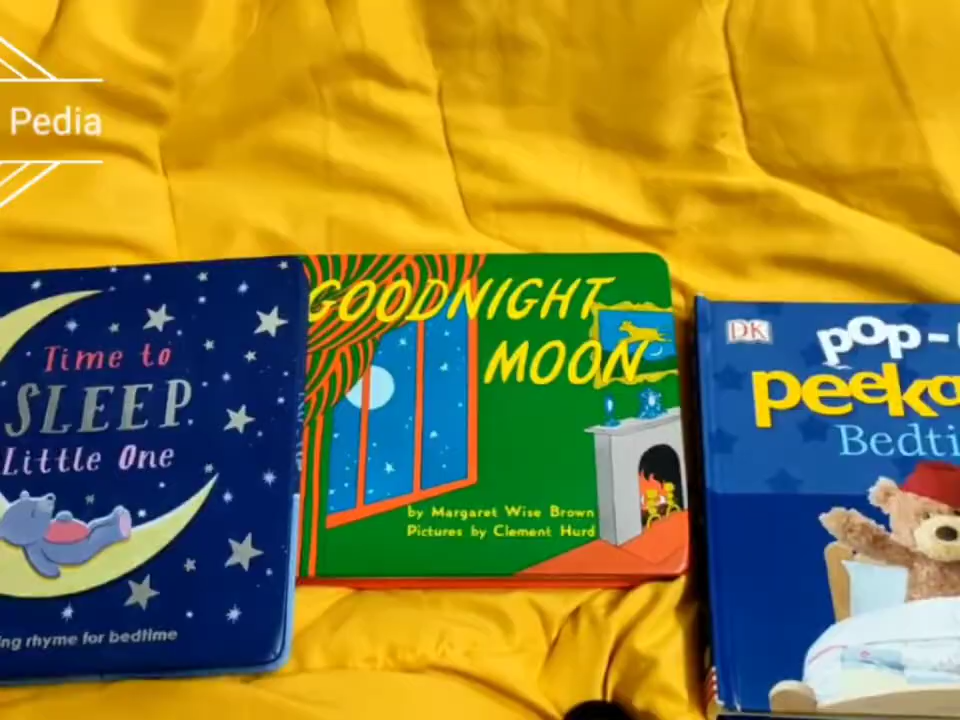 Pedia
Time to
SLEEP
Little One
rhyme for bedtime
GOODNIGHT
MOON
by Margaret Wise Brown
Pictures by Clement Hurd
DK
pop-